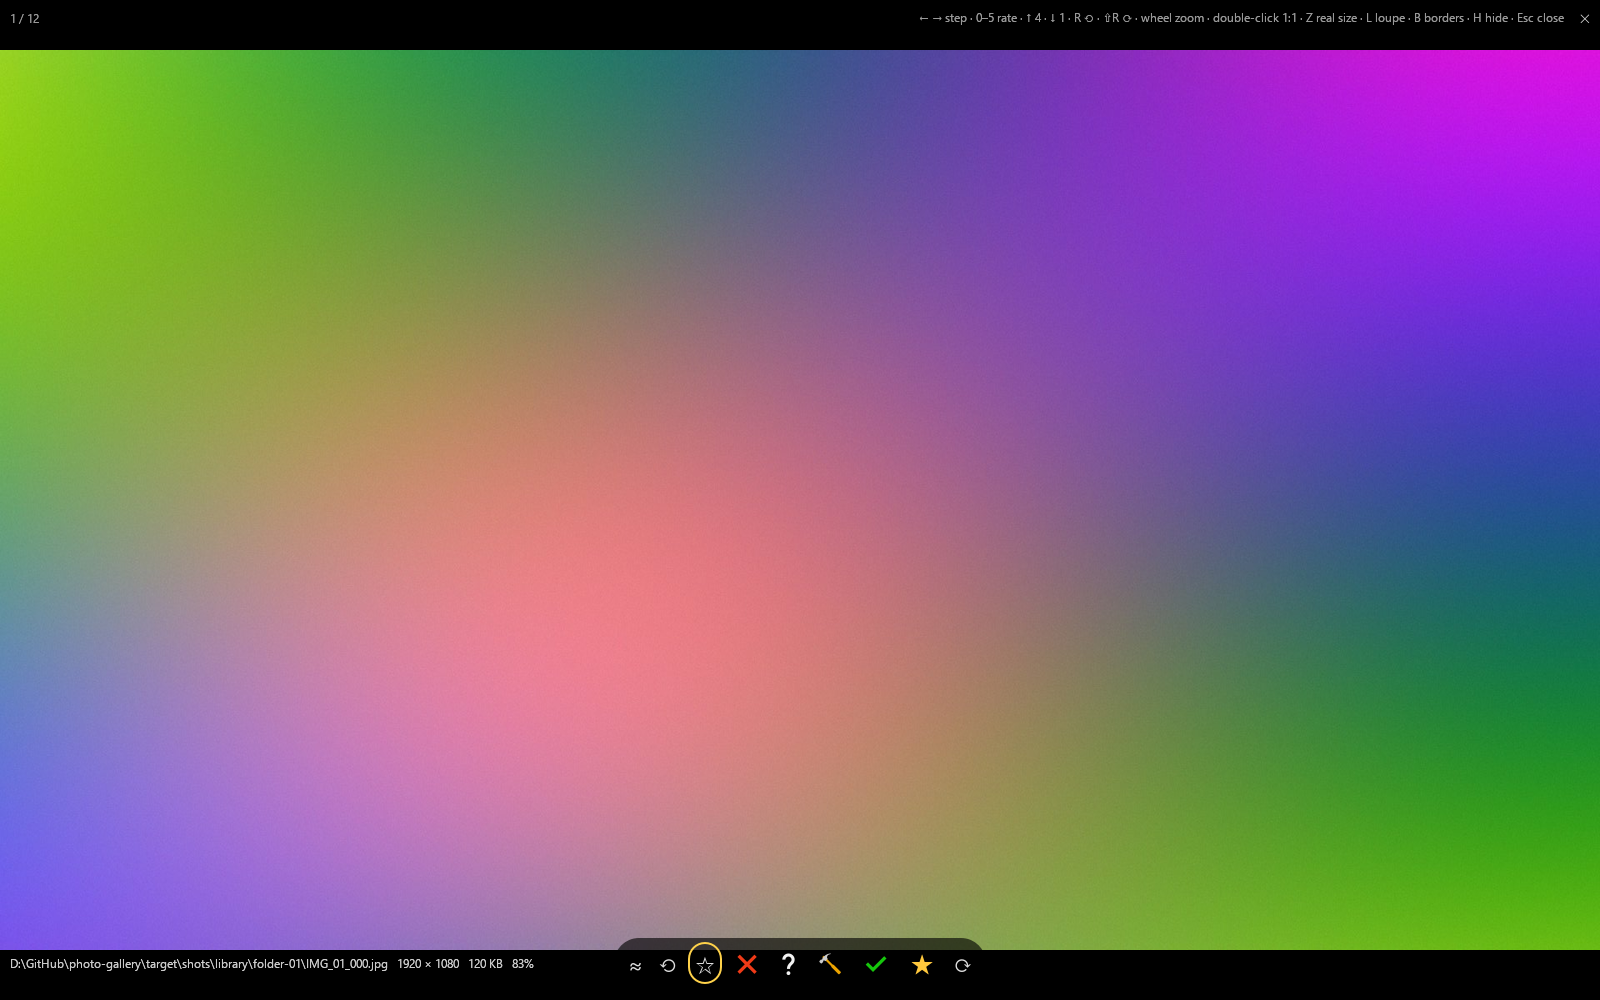 1 / 12
← → step · 0–5 rate · ↑ 4 · ↓ 1 · R ⟲ · ⇧R ⟳ · wheel zoom · double-click 1:1 · Z real size · L loupe · B borders · H hide · Esc close ×
D:\GitHub\photo-gallery\target\shots\library\folder-01\IMG_01_000.jpg 1920 × 1080 120 KB 83%